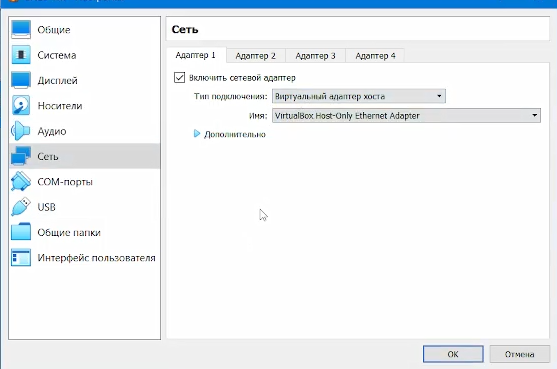 Общие
Система
Дисплей
Носители
Аудио
Сеть
COM-порты
USB
Общие папки
Интерфейс пользователя
Сеть
Адаптер 1 Адаптер 2 Адаптер 3 Адаптер 4
Включить сетевой адаптер
Тип подключения: Виртуальный адаптер хоста
Имя: VirtualBox Host-Only Ethernet Adapter
Дополнительно
OK Отмена